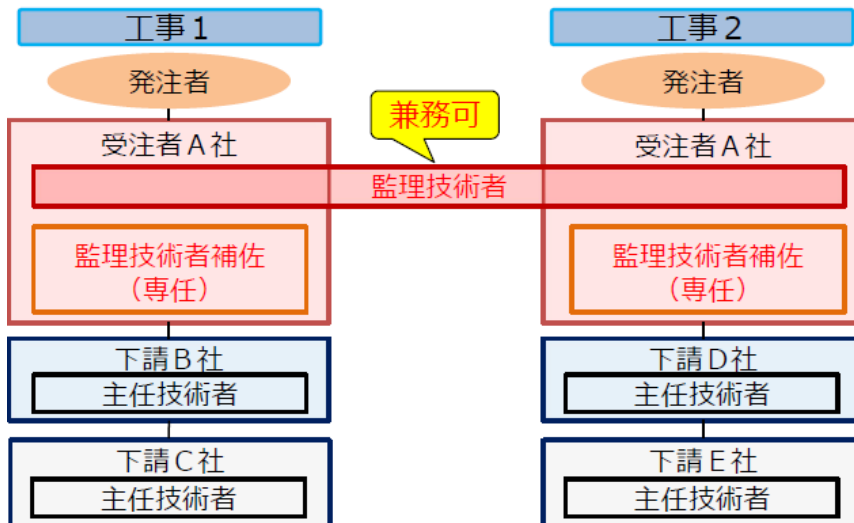 工事1
工事2
発注者
発注者
兼務可
受注者A社
受注者A社
監理技術者
監理技術者補佐
（専任）
監理技術者補佐
（専任）
下請B社
主任技術者
下請D社
主任技術者
下請C社
主任技術者
下請E社
主任技術者